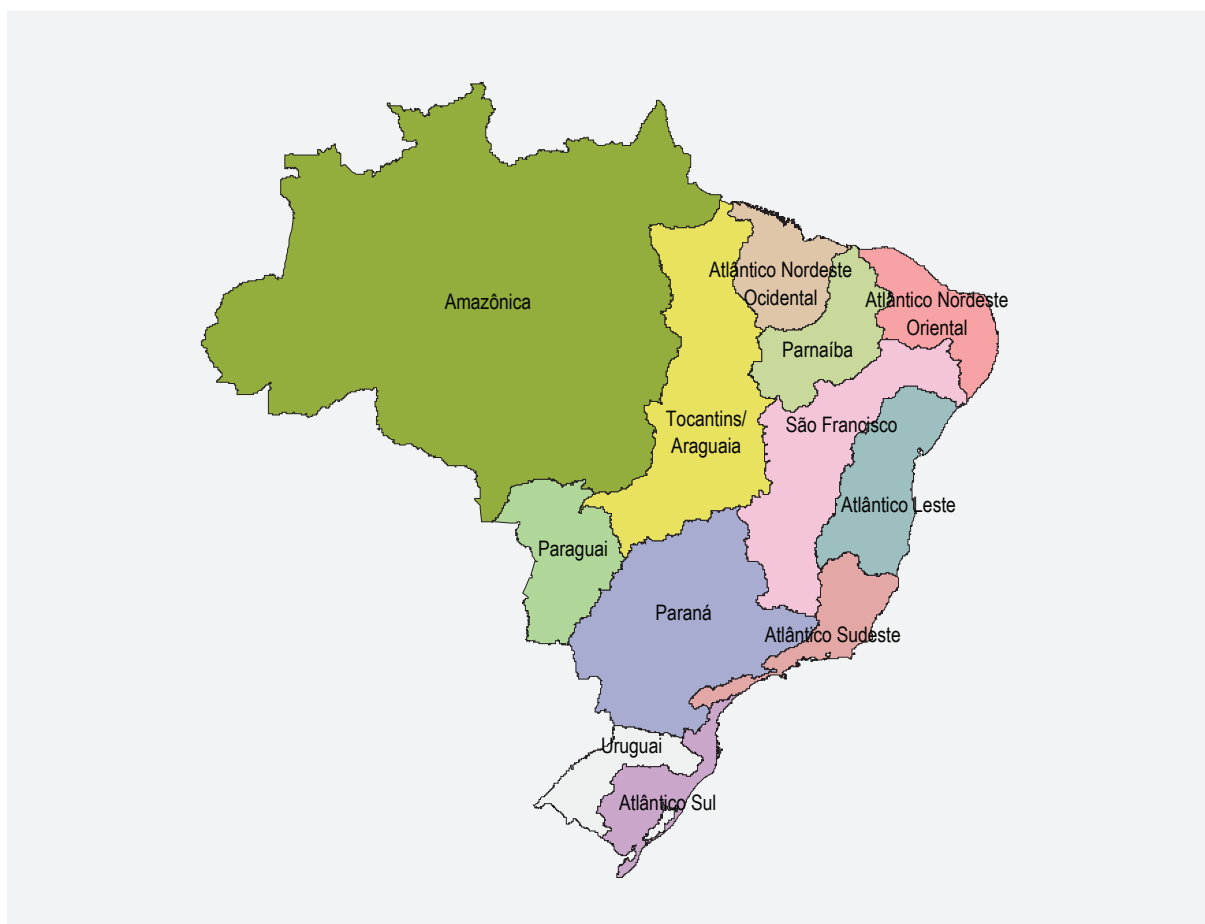 Amazônica
Atlântico Nordeste
Ocidental
Atlântico Nordeste
Oriental
Parnaíba
Tocantins/
Araguaia
São Francisco
Atlântico Leste
Paraguai
Paraná
Atlântico Sudeste
Uruguai
Atlântico Sul